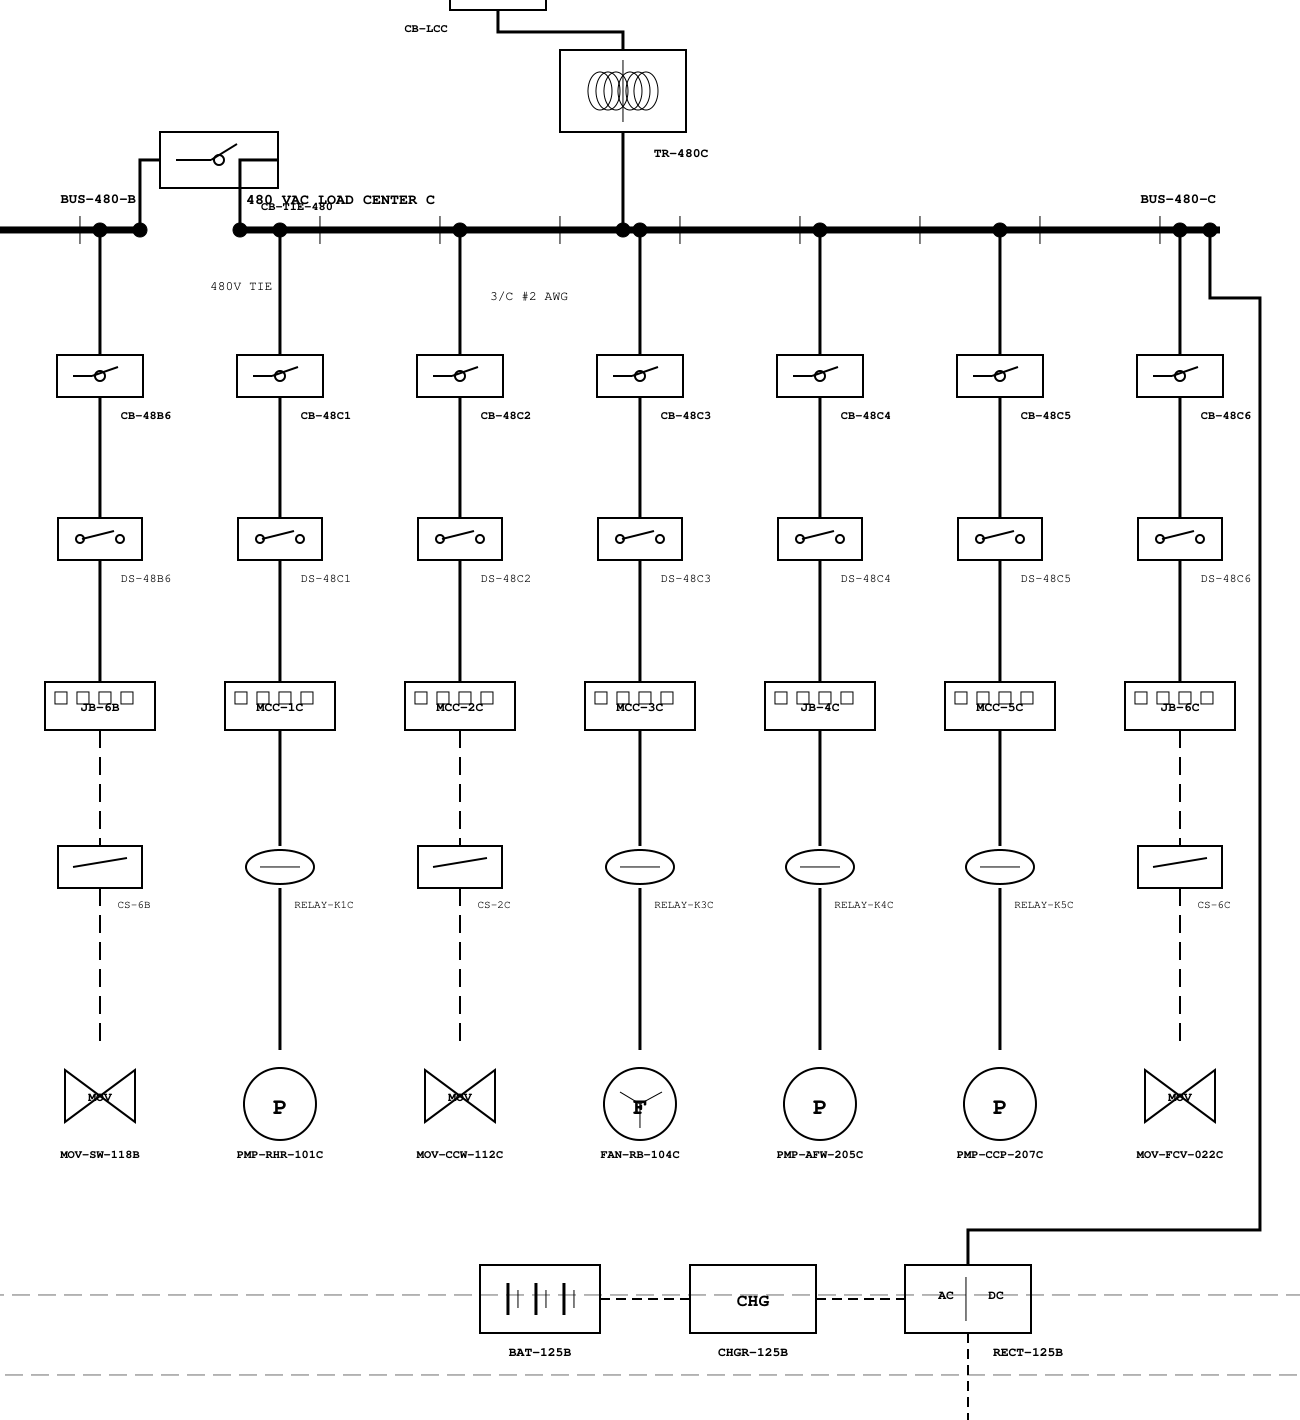 CB-LCC
TR-480C
BUS-480-B
480 VAC LOAD CENTER C
CB-TIE-480
BUS-480-C
480V TIE
3/C #2 AWG
CB-48B6
CB-48C1
CB-48C2
CB-48C3
CB-48C4
CB-48C5
CB-48C6
DS-48B6
DS-48C1
DS-48C2
DS-48C3
DS-48C4
DS-48C5
DS-48C6
JB-6B
MCC-1C
MCC-2C
MCC-3C
JB-4C
MCC-5C
JB-6C
CS-6B
RELAY-K1C
CS-2C
RELAY-K3C
RELAY-K4C
RELAY-K5C
CS-6C
MOV
P
MOV
F
P
P
MOV
MOV-SW-118B
PMP-RHR-101C
MOV-CCW-112C
FAN-RB-104C
PMP-AFW-205C
PMP-CCP-207C
MOV-FCV-022C
CHG
AC
DC
BAT-125B
CHGR-125B
RECT-125B